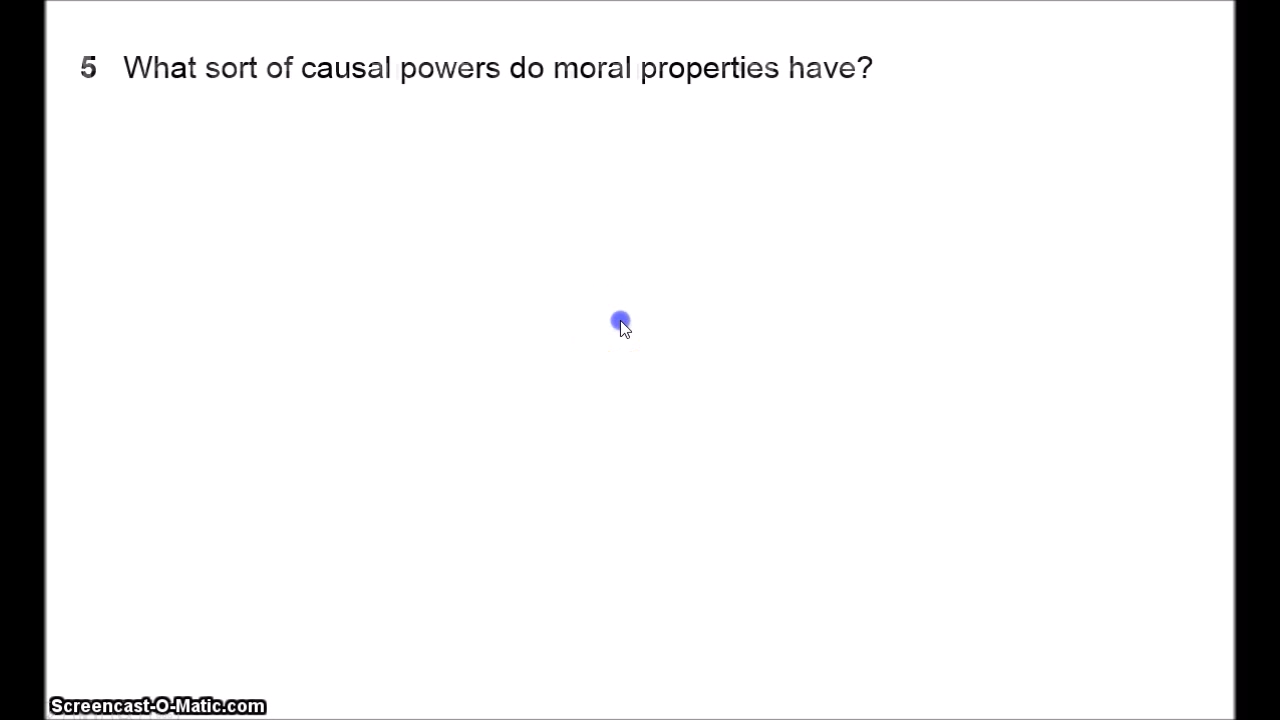 5 What sort of causal powers do moral properties have?
Screencast-O-Matic.com